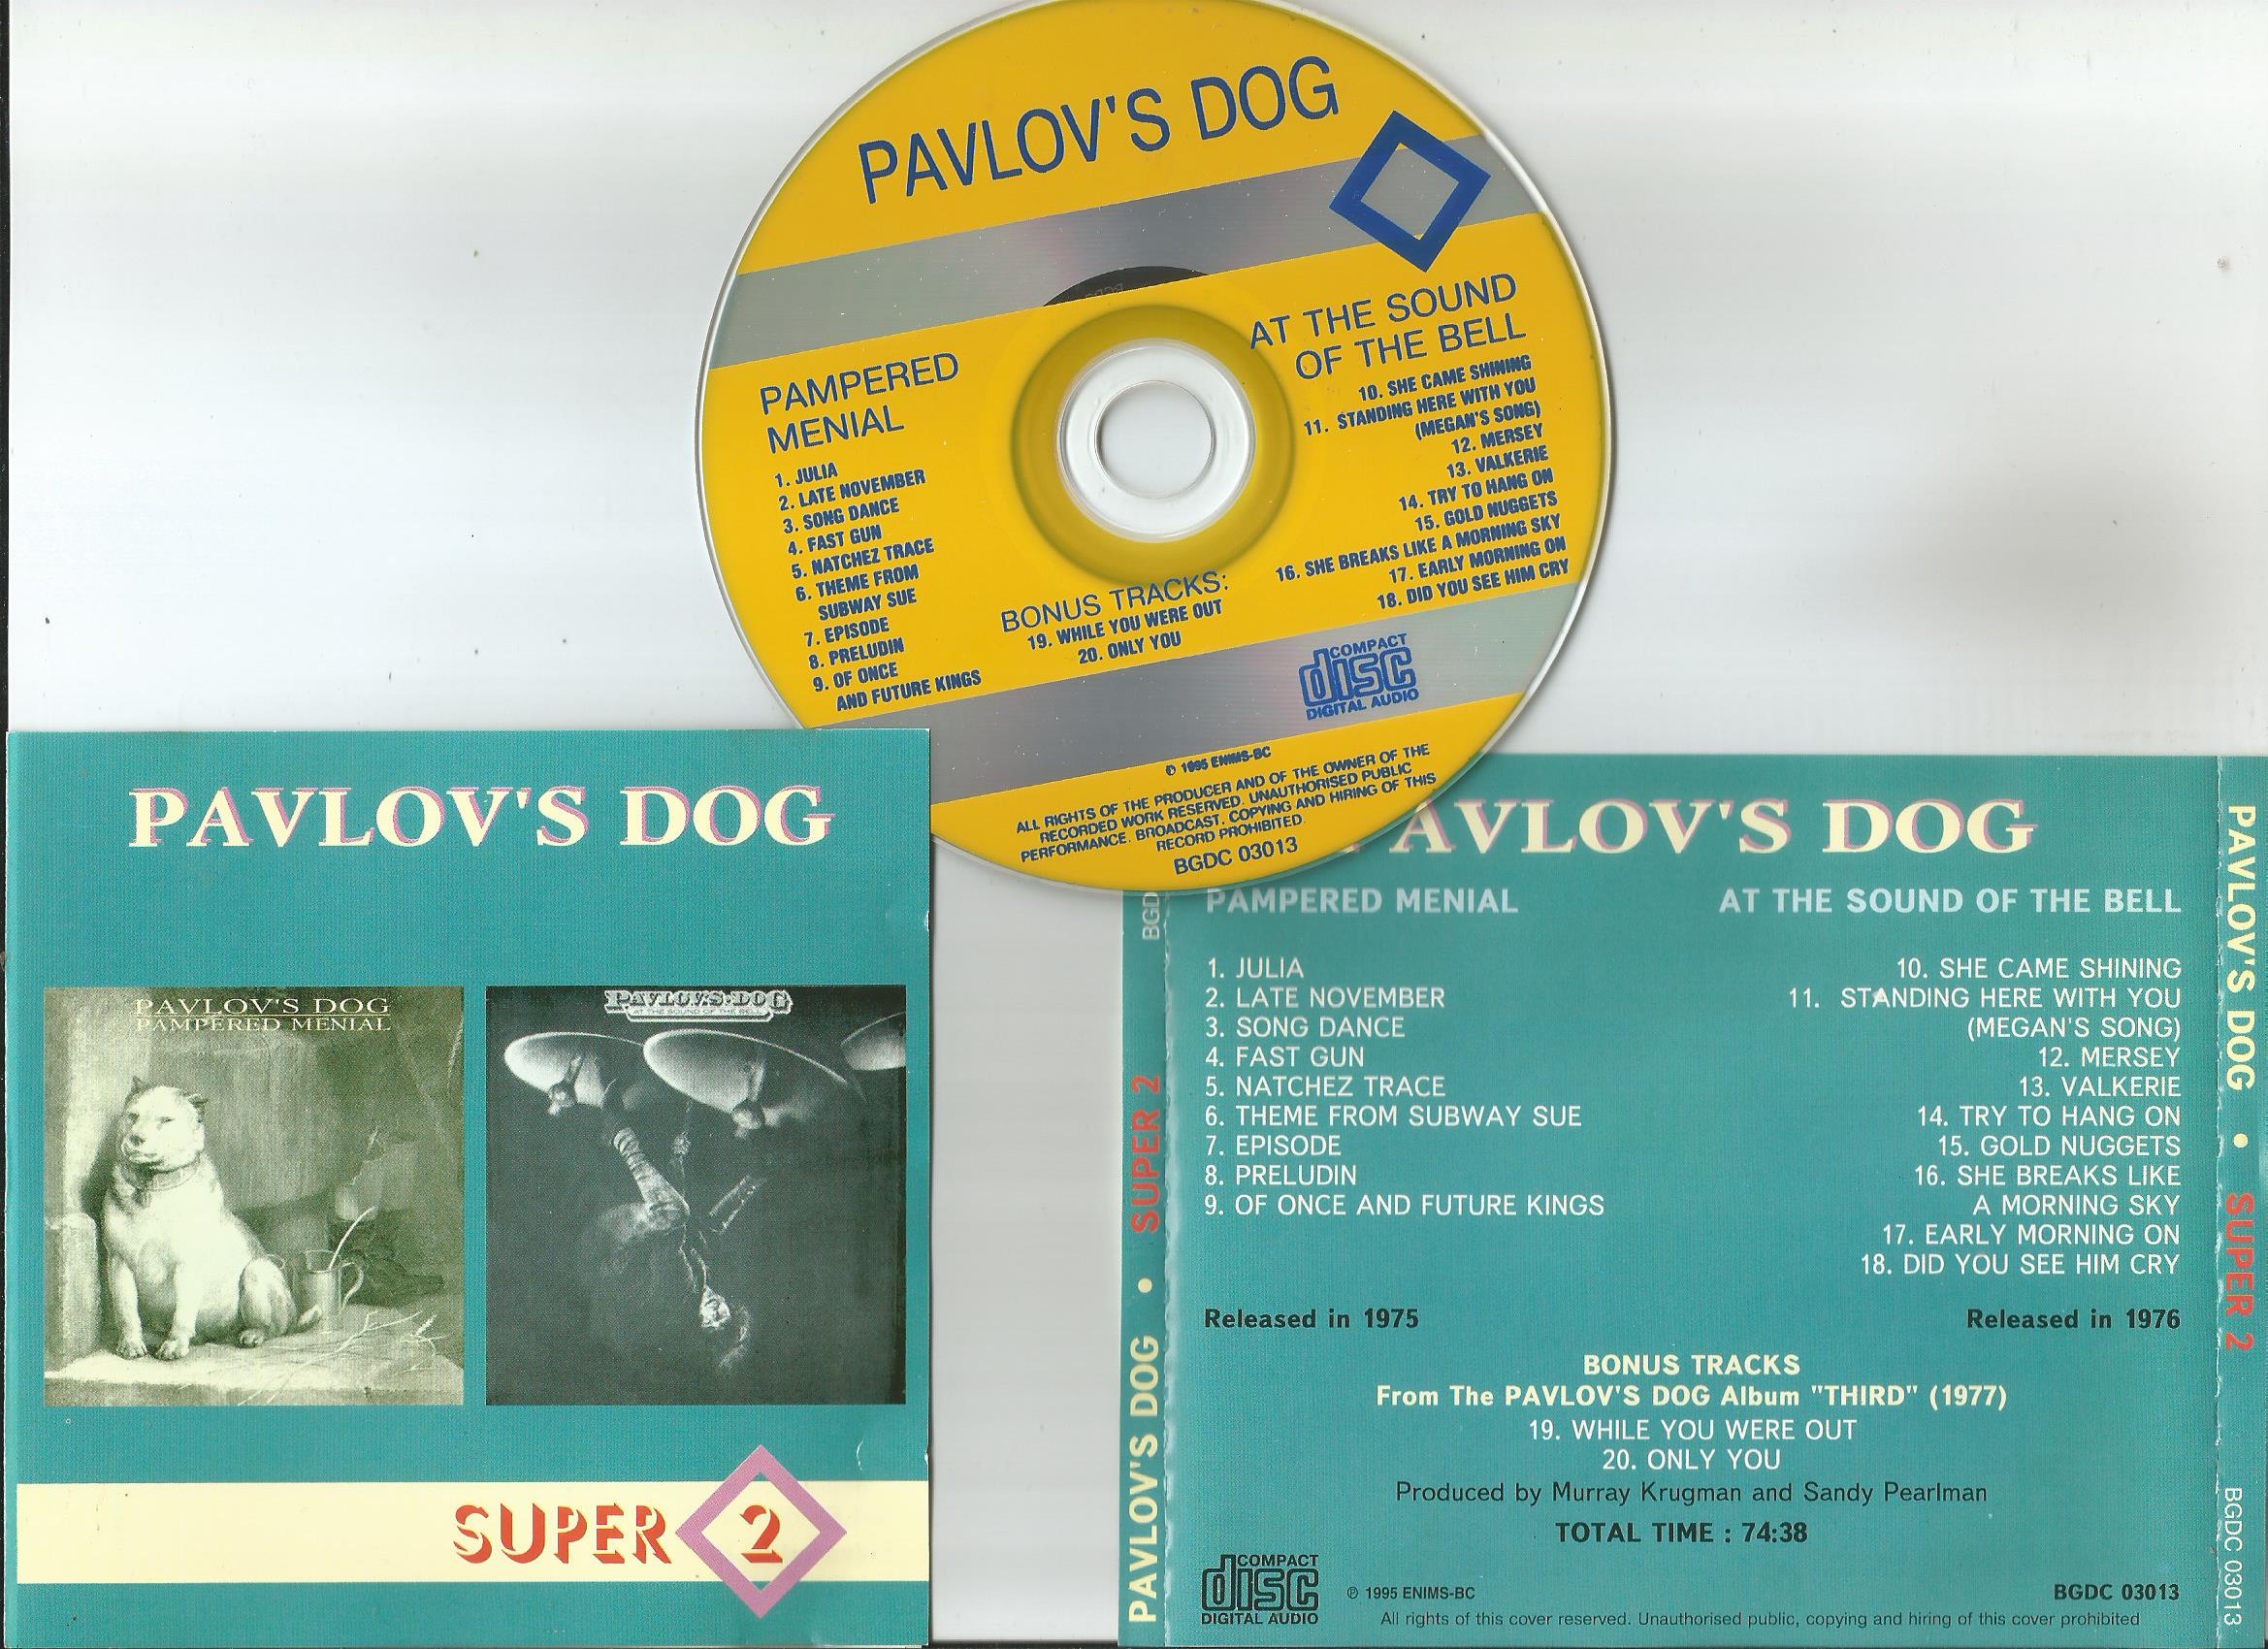 PAVLOV'S DOG
AT THE SOUND
OF THE BELL
10. SHE CAME SHINING
11. STANDING HERE WITH YOU
(MEGAN'S SONG)
12. MERSEY
13. VALKERIE
14. TRY TO HANG ON
15. GOLD NUGGETS
16. SHE BREAKS LIKE A MORNING SKY
17. EARLY MORNING ON
18. DID YOU SEE HIM CRY
PAMPERED
MENIAL
1. JULIA
2. LATE NOVEMBER
3. SONG DANCE
4. FAST GUN
5. NATCHEZ TRACE
6. THEME FROM
SUBWAY SUE
7. EPISODE
8. PRELUDIN
9. OF ONCE
AND FUTURE KINGS
BONUS TRACKS:
19. WHILE YOU WERE OUT
20. ONLY YOU
COMPACT
disc
DIGITAL AUDIO
℗ 1995 ENIMS-BC
ALL RIGHTS OF THE PRODUCER AND OF THE OWNER OF THE
RECORDED WORK RESERVED. UNAUTHORISED PUBLIC
PERFORMANCE. BROADCAST. COPYING AND HIRING OF THIS
RECORD PROHIBITED.
BGDC 03013
PAVLOV'S DOG
PAVLOV'S DOG
PAMPERED MENIAL
PAVLOV'S DOG
AT THE SOUND OF THE BELL
SUPER 2
PAVLOV'S DOG • SUPER 2 BGD
AVLOV'S DOG
PAMPERED MENIAL
AT THE SOUND OF THE BELL
1. JULIA
2. LATE NOVEMBER
3. SONG DANCE
4. FAST GUN
5. NATCHEZ TRACE
6. THEME FROM SUBWAY SUE
7. EPISODE
8. PRELUDIN
9. OF ONCE AND FUTURE KINGS
10. SHE CAME SHINING
11. STANDING HERE WITH YOU
(MEGAN'S SONG)
12. MERSEY
13. VALKERIE
14. TRY TO HANG ON
15. GOLD NUGGETS
16. SHE BREAKS LIKE
A MORNING SKY
17. EARLY MORNING ON
18. DID YOU SEE HIM CRY
Released in 1975
Released in 1976
BONUS TRACKS
From The PAVLOV'S DOG Album "THIRD" (1977)
19. WHILE YOU WERE OUT
20. ONLY YOU
Produced by Murray Krugman and Sandy Pearlman
TOTAL TIME : 74:38
COMPACT
disc
DIGITAL AUDIO
℗ 1995 ENIMS-BC
BGDC 03013
All rights of this cover reserved. Unauthorised public, copying and hiring of this cover prohibited
PAVLOV'S DOG • SUPER 2 BGDC 03013